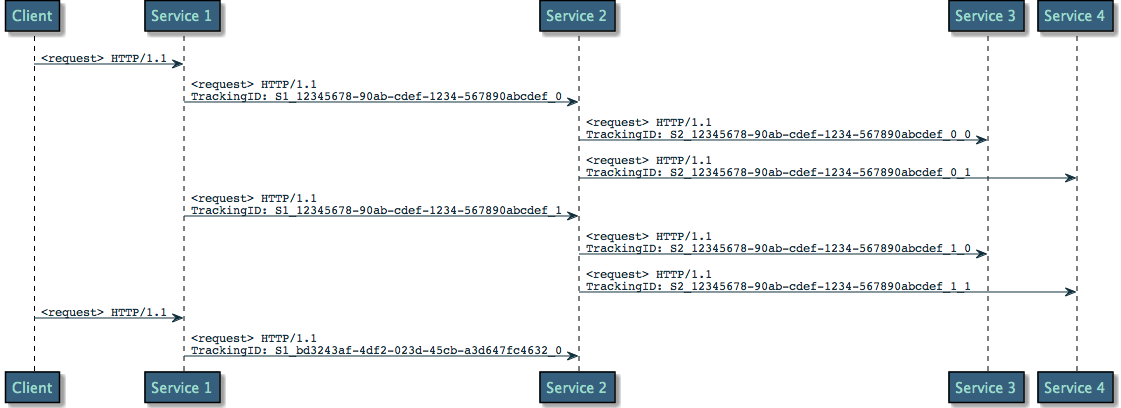 Client
Service 1
Service 2
Service 3
Service 4
<request> HTTP/1.1
<request> HTTP/1.1
TrackingID: S1_12345678-90ab-cdef-1234-567890abcdef_0
<request> HTTP/1.1
TrackingID: S2_12345678-90ab-cdef-1234-567890abcdef_0_0
<request> HTTP/1.1
TrackingID: S2_12345678-90ab-cdef-1234-567890abcdef_0_1
<request> HTTP/1.1
TrackingID: S1_12345678-90ab-cdef-1234-567890abcdef_1
<request> HTTP/1.1
TrackingID: S2_12345678-90ab-cdef-1234-567890abcdef_1_0
<request> HTTP/1.1
TrackingID: S2_12345678-90ab-cdef-1234-567890abcdef_1_1
<request> HTTP/1.1
<request> HTTP/1.1
TrackingID: S1_bd3243af-4df2-023d-45cb-a3d647fc4632_0
Client
Service 1
Service 2
Service 3
Service 4